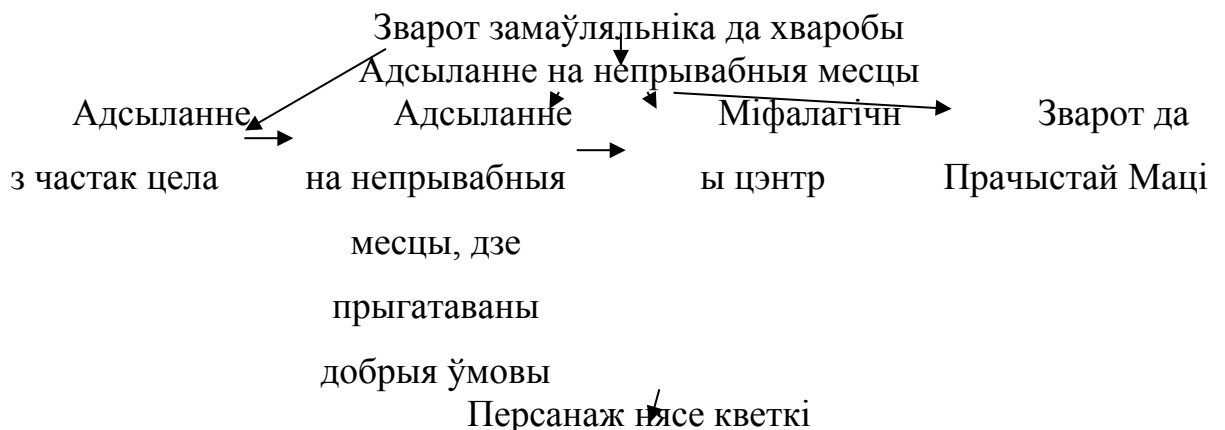 Зварот замаўляльніка да хваробы
Адсыланне на непрывабныя месцы
Адсыланне
з частак цела
Адсыланне
на непрывабныя
месцы, дзе
прыгатаваны
добрыя ўмовы
Міфалагічн
ы цэнтр
Зварот да
Прачыстай Маці
Персанаж нясе кветкі